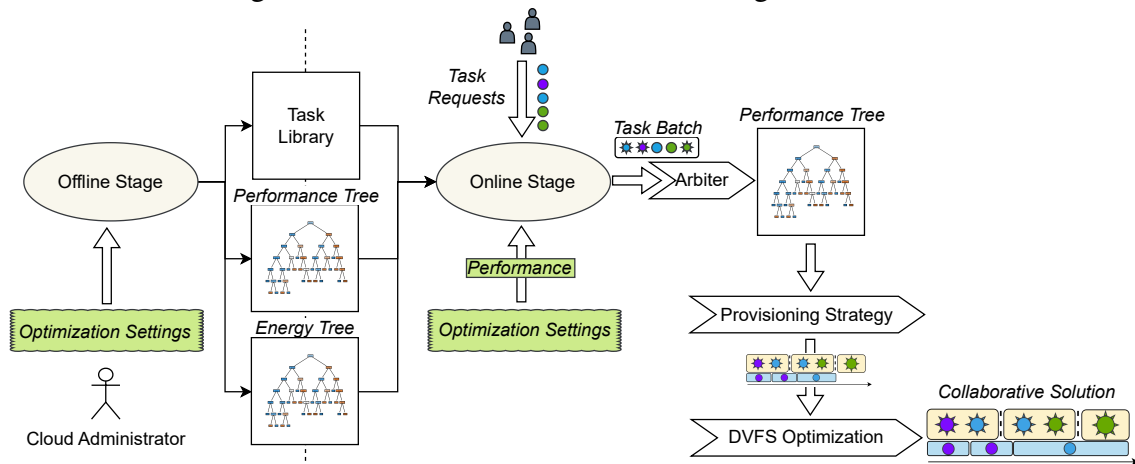 Task
Requests
Task
Library
Task Batch
Performance Tree
Offline Stage
Online Stage
Arbiter
Performance Tree
Performance
Optimization Settings
Optimization Settings
Provisioning Strategy
Energy Tree
Cloud Administrator
DVFS Optimization
Collaborative Solution